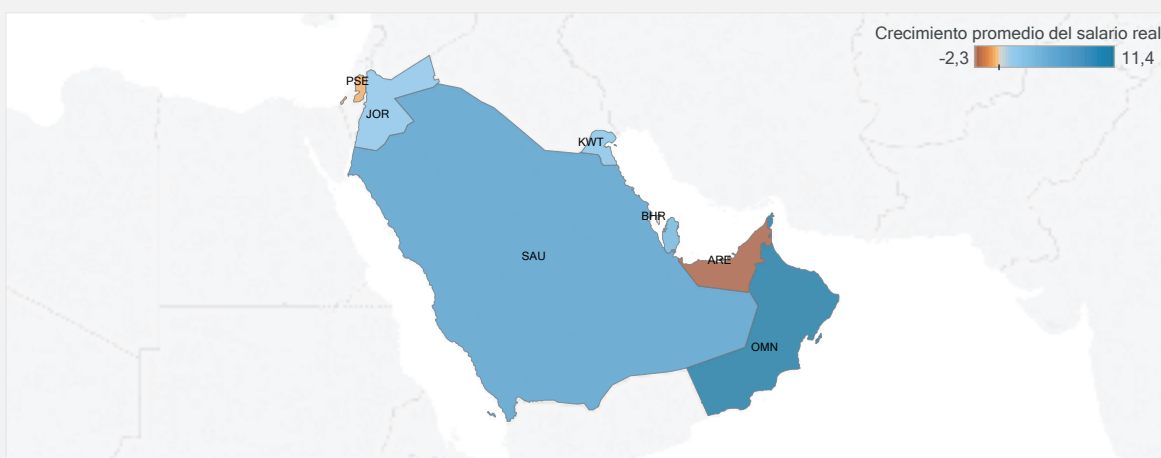 Crecimiento promedio del salario real
-2,3 11,4
PSE
JOR
KWT
BHR
SAU
ARE
OMN